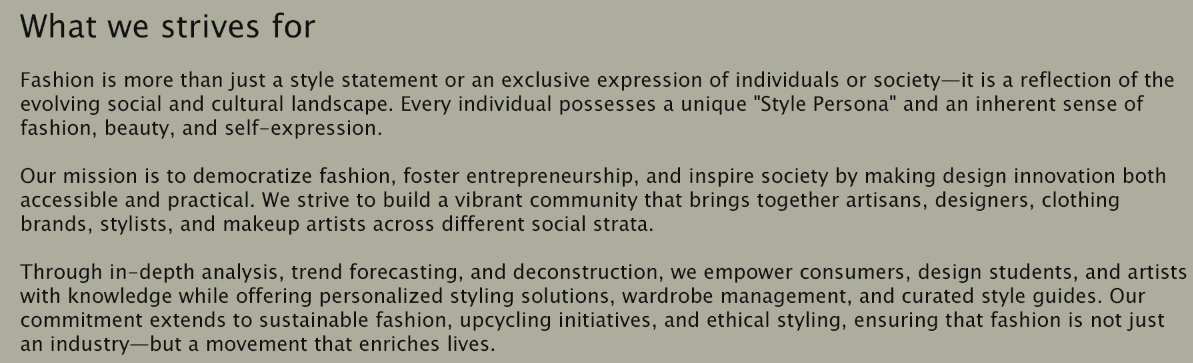 What we strives for
Fashion is more than just a style statement or an exclusive expression of individuals or society—it is a reflection of the
evolving social and cultural landscape. Every individual possesses a unique "Style Persona" and an inherent sense of
fashion, beauty, and self-expression.
Our mission is to democratize fashion, foster entrepreneurship, and inspire society by making design innovation both
accessible and practical. We strive to build a vibrant community that brings together artisans, designers, clothing
brands, stylists, and makeup artists across different social strata.
Through in-depth analysis, trend forecasting, and deconstruction, we empower consumers, design students, and artists
with knowledge while offering personalized styling solutions, wardrobe management, and curated style guides. Our
commitment extends to sustainable fashion, upcycling initiatives, and ethical styling, ensuring that fashion is not just
an industry—but a movement that enriches lives.